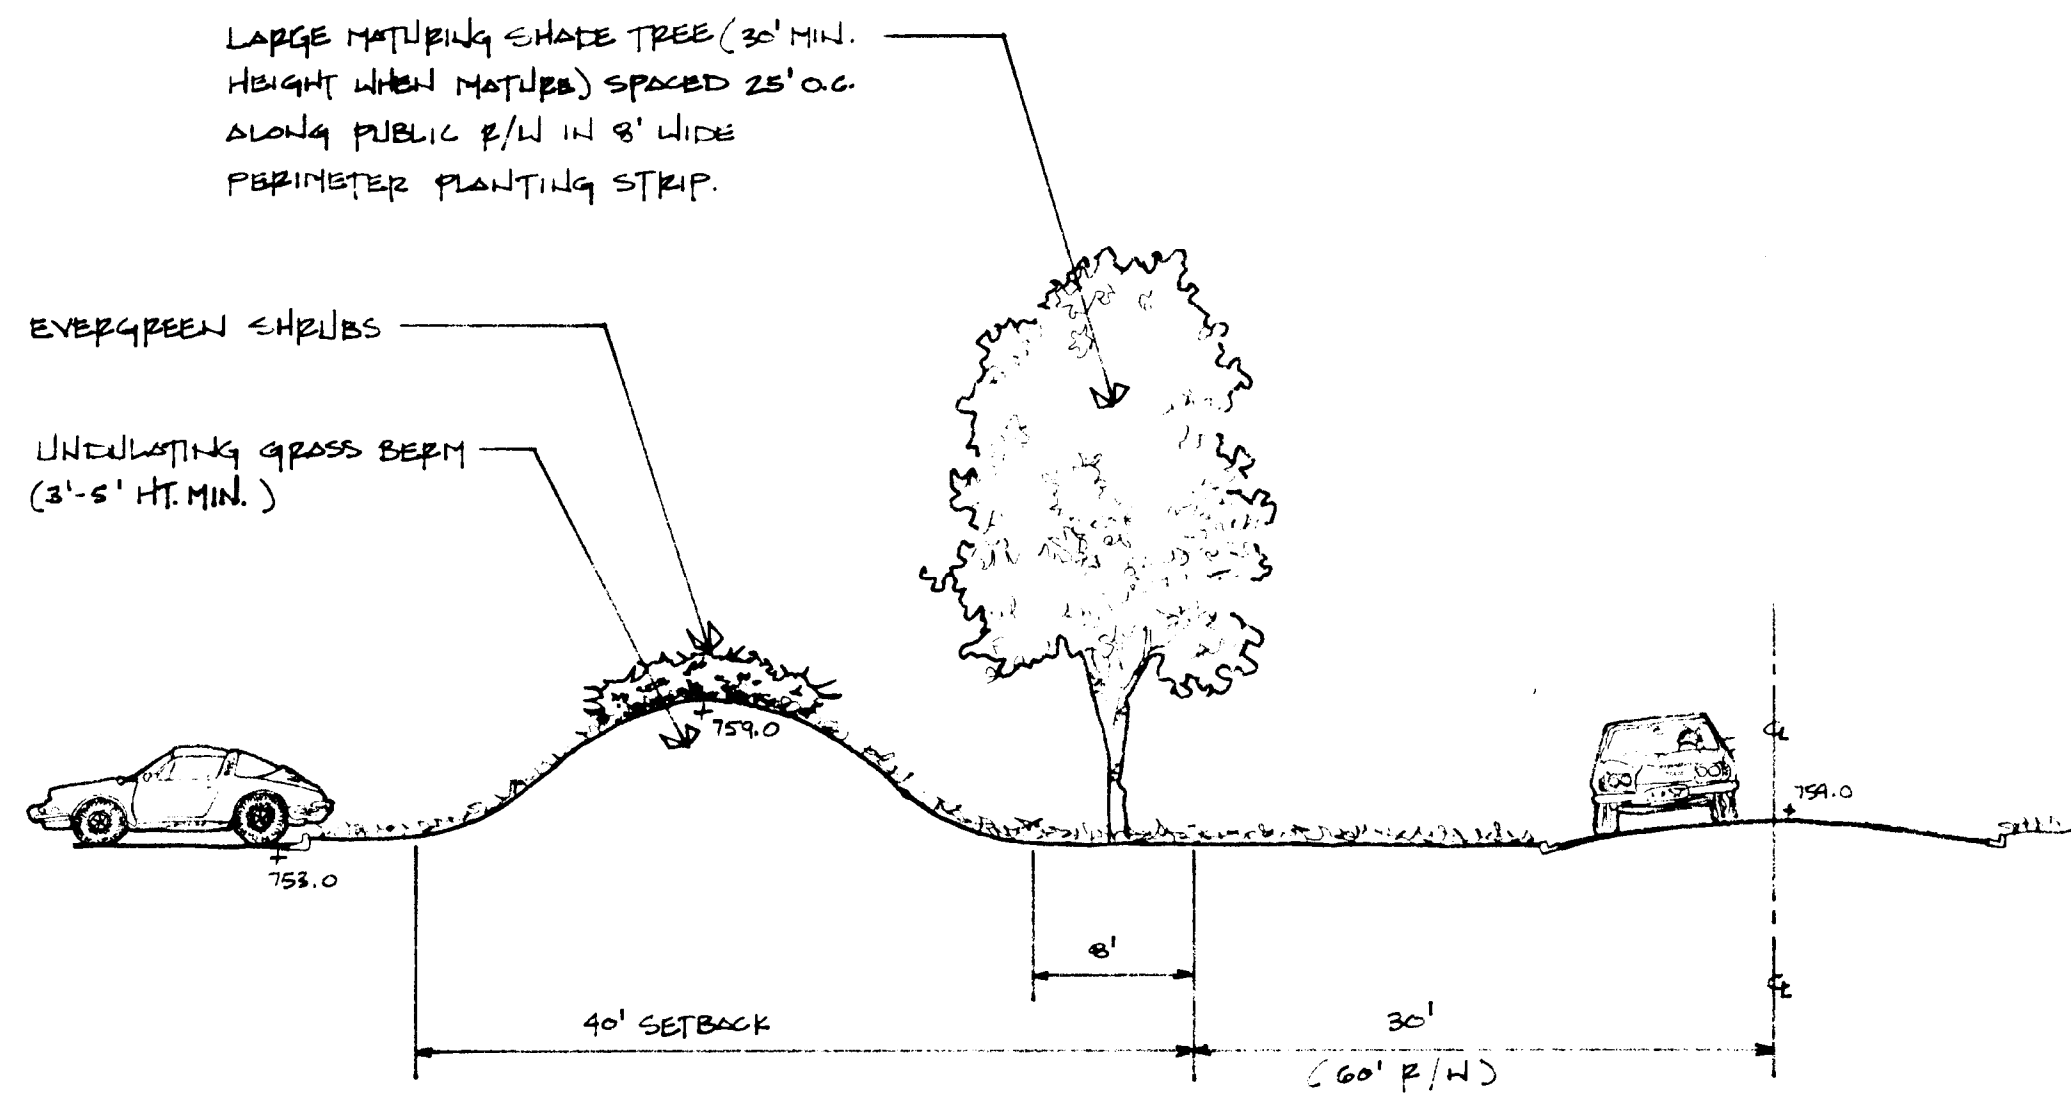 LARGE MATURING SHADE TREE (30' MIN.
HEIGHT WHEN MATURE) SPACED 25' O.C.
ALONG PUBLIC R/W IN 8' WIDE
PERIMETER PLANTING STRIP.
EVERGREEN SHRUBS
UNDULATING GRASS BERM
(3'-5' HT. MIN.)
759.0
753.0
℄
754.0
8'
℄
40' SETBACK
30'
(60' R/W)